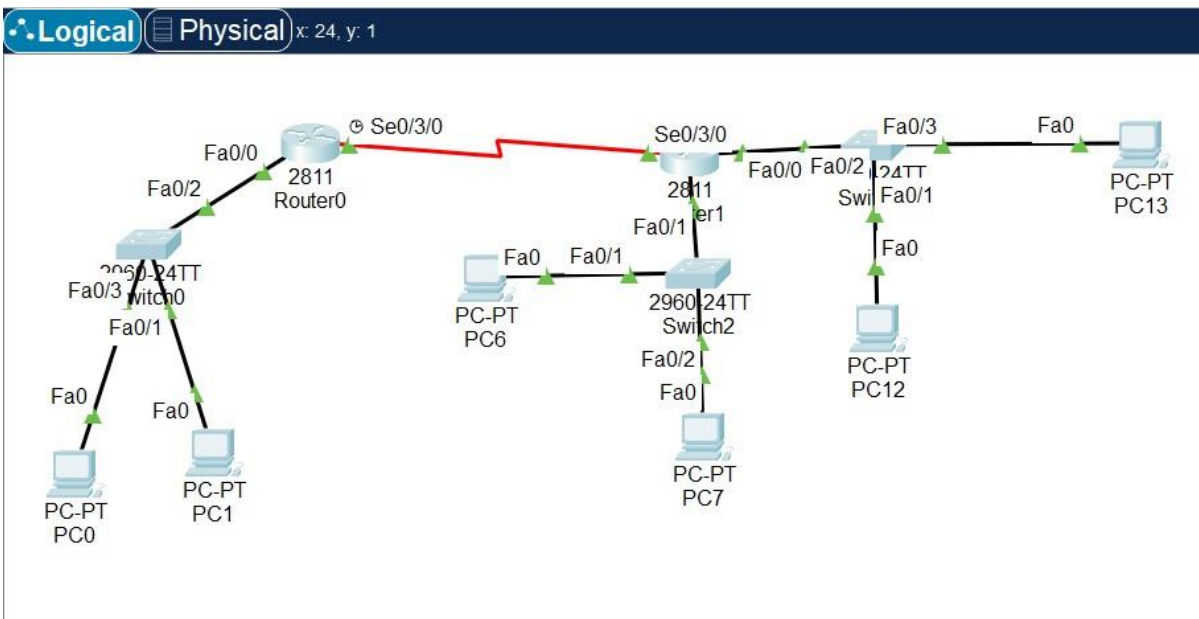 Logical Physical x: 24, y: 1
Se0/3/0
Fa0/0
2811
Router0
Fa0/2
2960-24TT
Fa0/3
Fa0/1
Fa0
PC-PT
PC0
Fa0
PC-PT
PC1
Se0/3/0
2811
Fa0/1
Fa0/0
Fa0/2
Fa0/3
Fa0
PC-PT
PC13
24TT
Fa0/1
Fa0
PC-PT
PC12
Fa0
Fa0/1
PC-PT
PC6
2960-24TT
Switch2
Fa0/2
Fa0
PC-PT
PC7